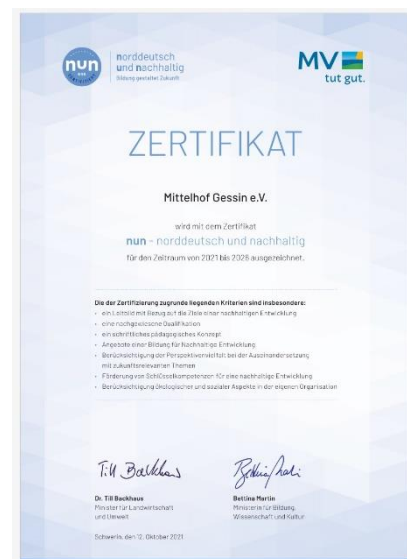 nun
norddeutsch
und nachhaltig
Bildung gestaltet Zukunft
MV
tut gut.
ZERTIFIKAT
Mittelhof Gessin e.V.
wird mit dem Zertifikat
nun - norddeutsch und nachhaltig
für den Zeitraum von 2021 bis 2026 ausgezeichnet.
Die der Zertifizierung zugrunde liegenden Kriterien sind insbesondere:
- ein Leitbild mit Bezug auf die Ziele einer nachhaltigen Entwicklung
- eine nachgewiesene Qualifikation
- ein schriftliches pädagogisches Konzept
- Angebote einer Bildung für Nachhaltige Entwicklung
- Berücksichtigung der Perspektivenvielfalt bei der Auseinandersetzung
mit zukunftsrelevanten Themen
- Förderung von Schlüsselkompetenzen für eine nachhaltige Entwicklung
- Berücksichtigung ökologischer und sozialer Aspekte in der eigenen Organisation
Till Backhaus
Dr. Till Backhaus
Minister für Landwirtschaft
und Umwelt
Bettina Martin
Ministerin für Bildung,
Wissenschaft und Kultur
Schwerin, den 12. Oktober 2021